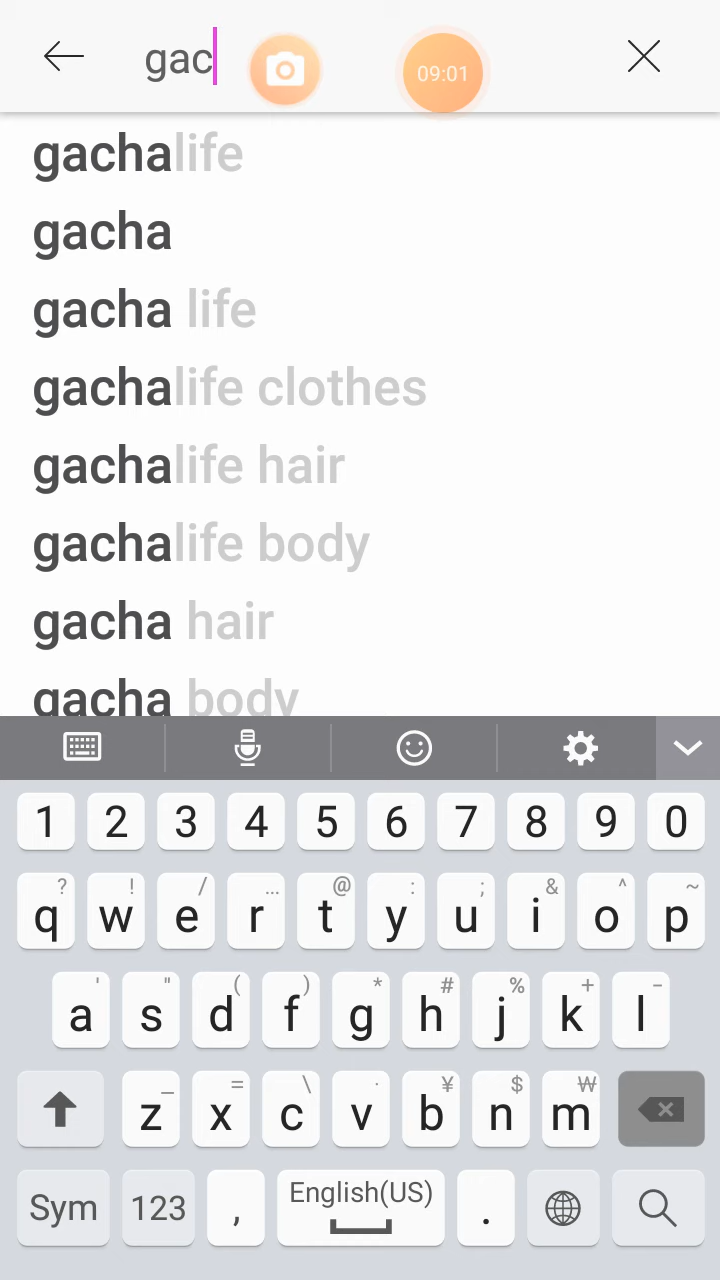 gac
09:01
gachalife
gacha
gacha life
gachalife clothes
gachalife hair
gachalife body
gacha hair
gacha body
1 2 3 4 5 6 7 8 9 0
? ! / ... @ : ; & ^ ~
q w e r t y u i o p
' " ( ) * # % + -
a s d f g h j k l
_ = \ · ¥ $ ₩
z x c v b n m
Sym 123 , English(US) .